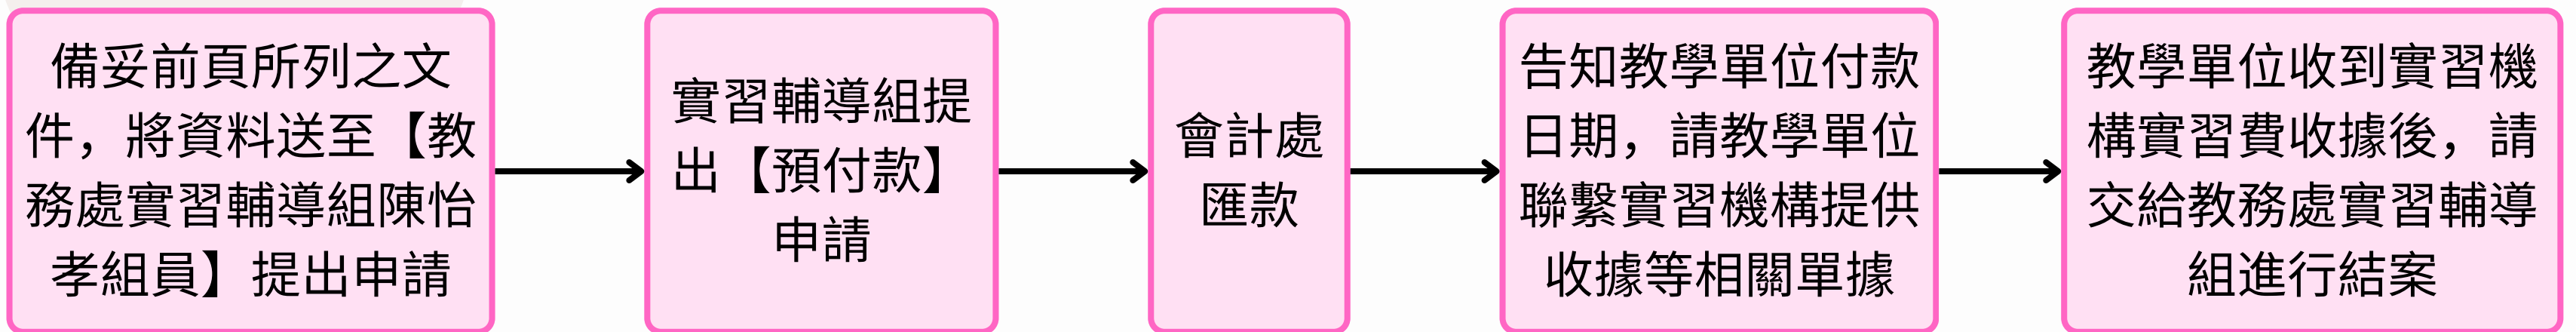 備妥前頁所列之文
件，將資料送至【教
務處實習輔導組陳怡
孝組員】提出申請
實習輔導組提
出【預付款】
申請
會計處
匯款
告知教學單位付款
日期，請教學單位
聯繫實習機構提供
收據等相關單據
教學單位收到實習機
構實習費收據後，請
交給教務處實習輔導
組進行結案